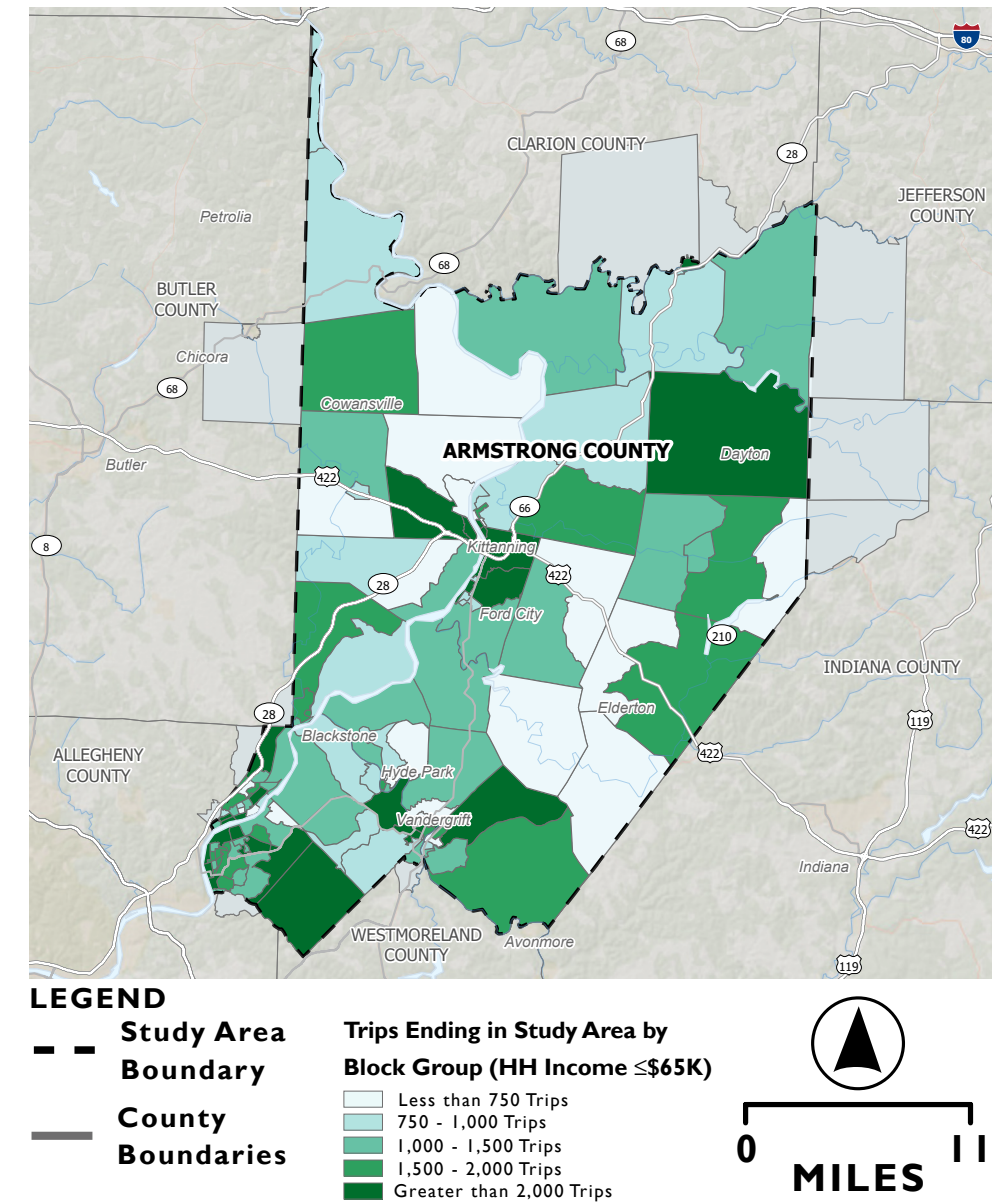 80
68
CLARION COUNTY
28
JEFFERSON
COUNTY
Petrolia
68
BUTLER
COUNTY
Chicora
68
Cowansville
ARMSTRONG COUNTY
Dayton
Butler
422
66
8
Kittanning
422
28
Ford City
210
INDIANA COUNTY
Elderton
28
119
Blackstone
422
ALLEGHENY
COUNTY
Hyde Park
Vandergrift
422
Indiana
WESTMORELAND
COUNTY
Avonmore
119
LEGEND
Study Area
Boundary
County
Boundaries
Trips Ending in Study Area by
Block Group (HH Income ≤$65K)
Less than 750 Trips
750 - 1,000 Trips
1,000 - 1,500 Trips
1,500 - 2,000 Trips
Greater than 2,000 Trips
0 11
MILES